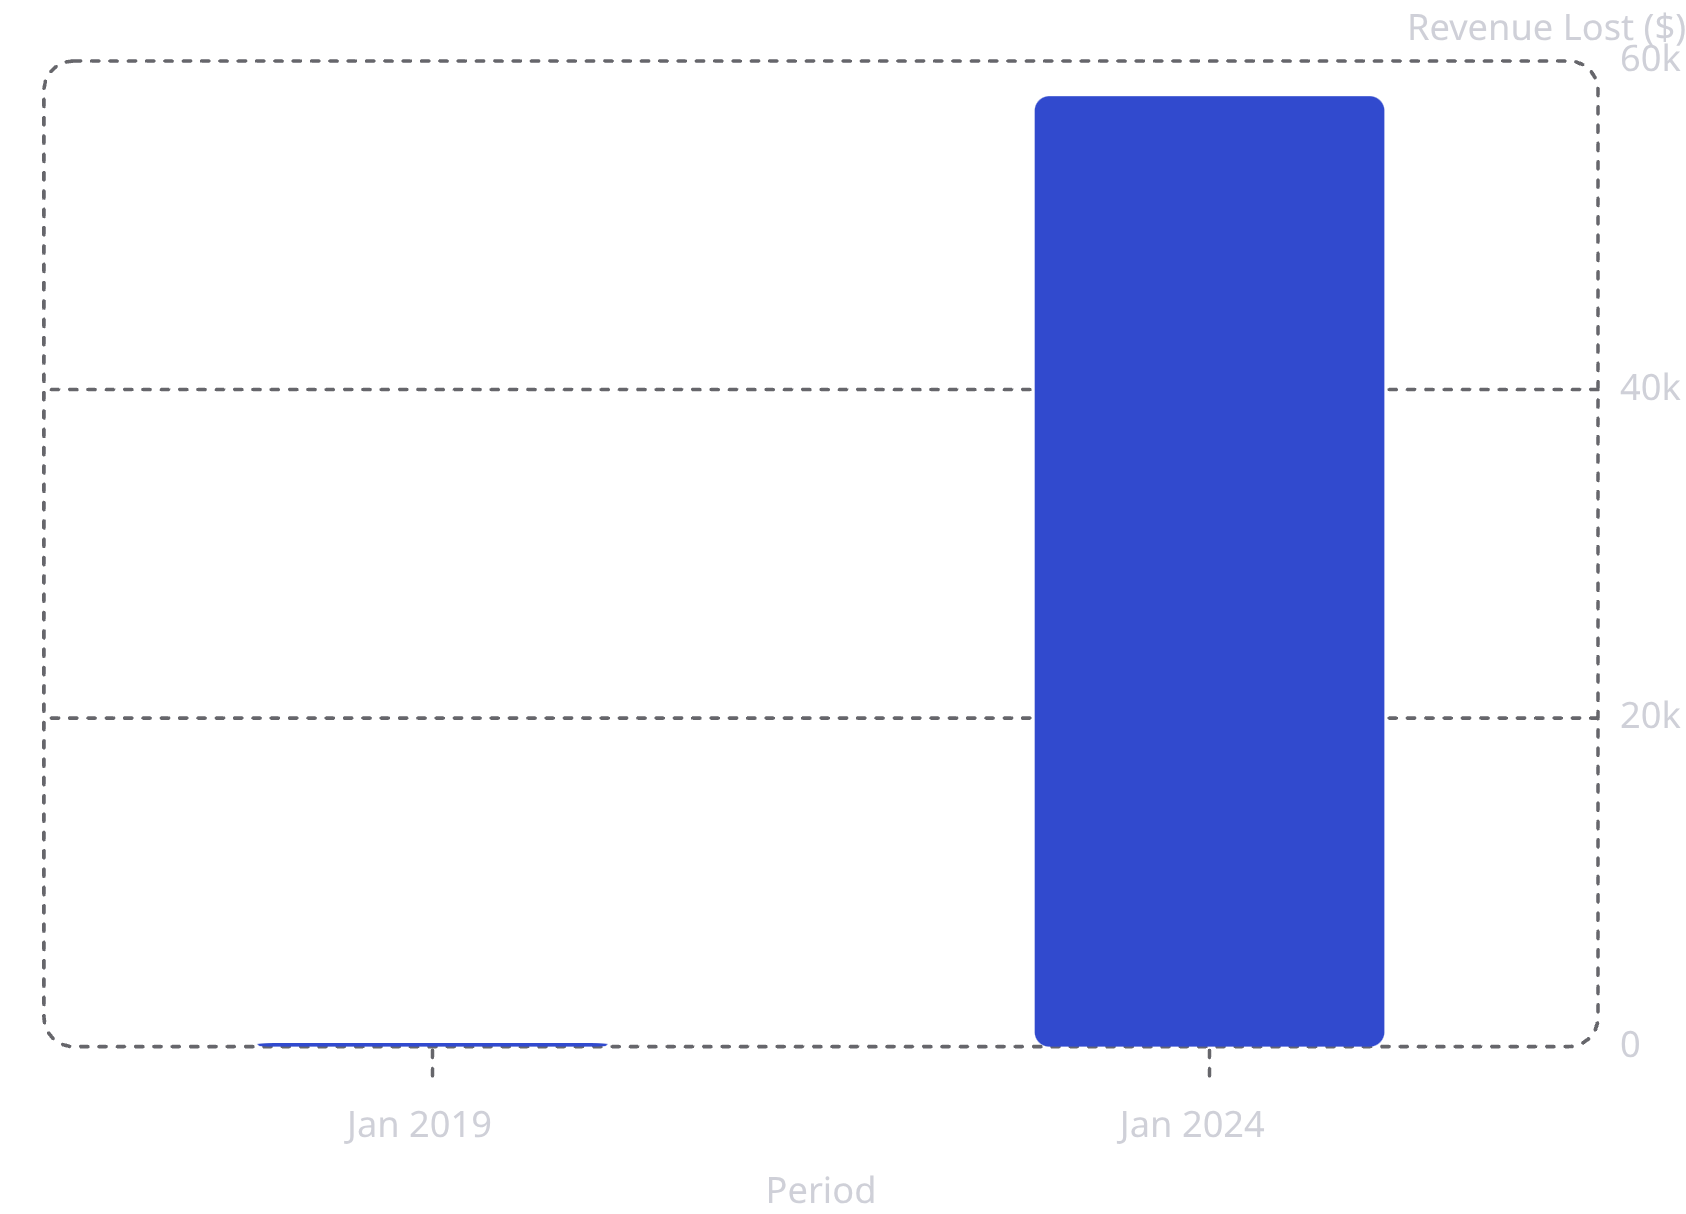 Revenue Lost ($)
60k
40k
20k
0
Jan 2019 Jan 2024
Period